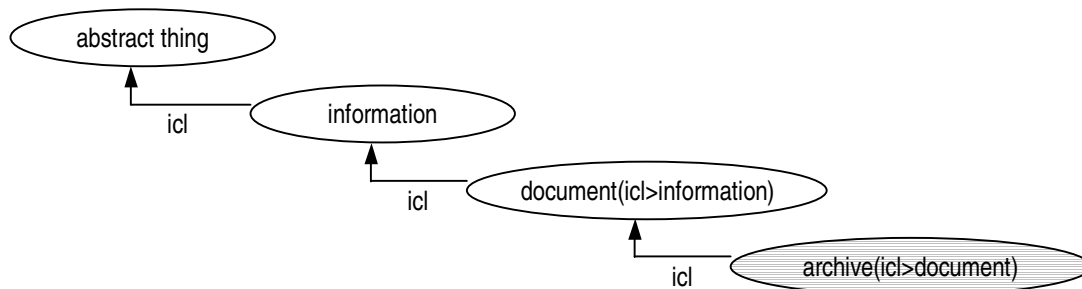 abstract thing
icl
information
icl
document(icl>information)
icl
archive(icl>document)